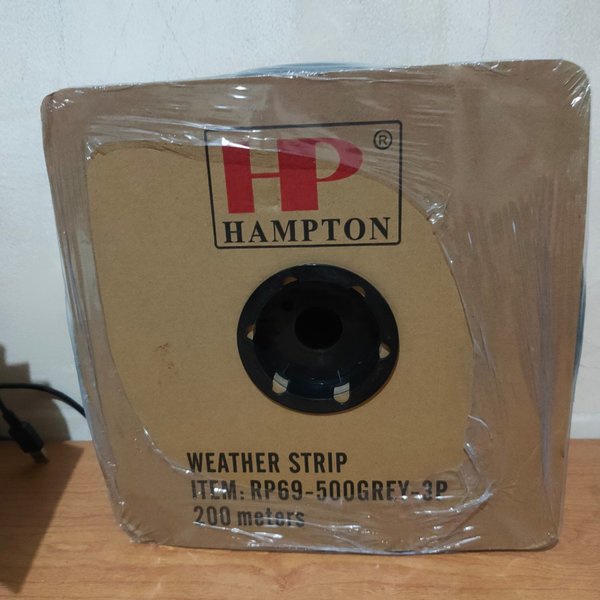 HP ®
HAMPTON
WEATHER STRIP
ITEM: RP69-500GREY-3P
200 meters